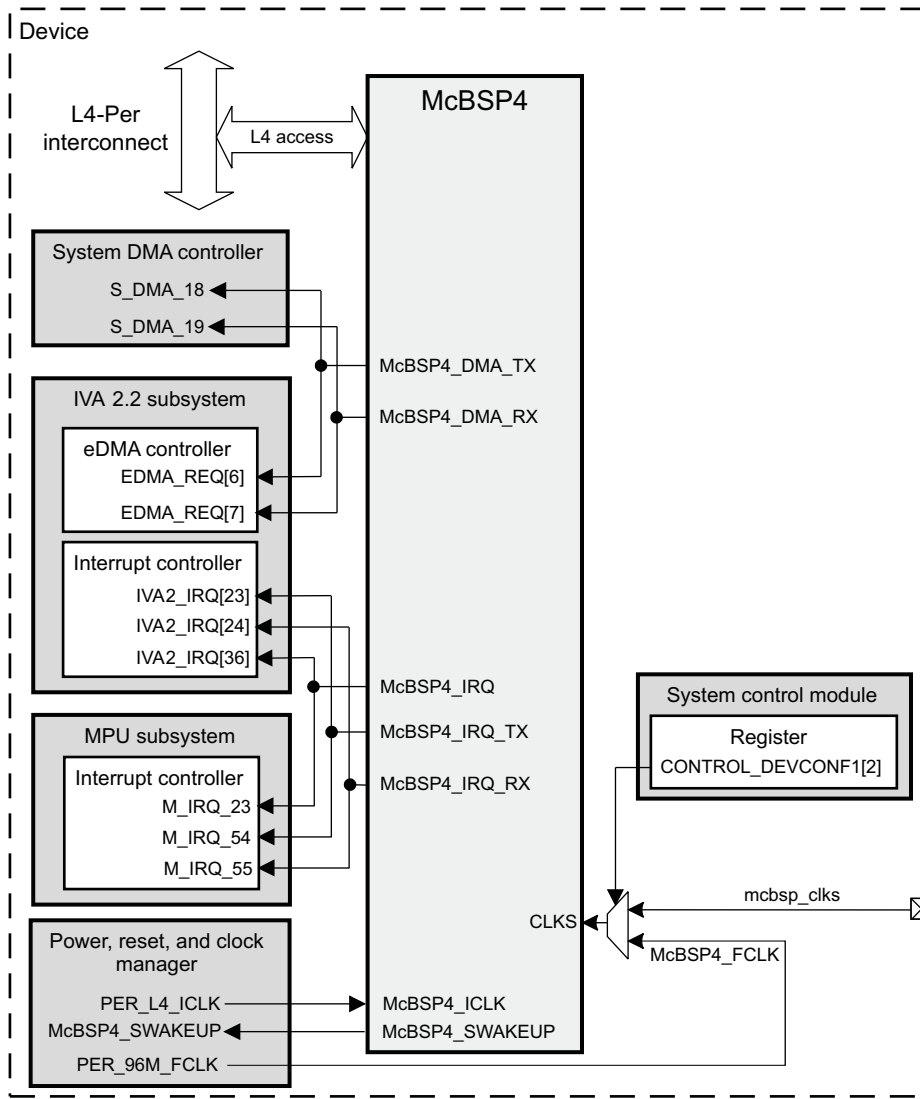 Device
L4-Per
interconnect
L4 access
McBSP4
System DMA controller
S_DMA_18
S_DMA_19
McBSP4_DMA_TX
McBSP4_DMA_RX
IVA 2.2 subsystem
eDMA controller
EDMA_REQ[6]
EDMA_REQ[7]
Interrupt controller
IVA2_IRQ[23]
IVA2_IRQ[24]
IVA2_IRQ[36]
McBSP4_IRQ
McBSP4_IRQ_TX
McBSP4_IRQ_RX
MPU subsystem
Interrupt controller
M_IRQ_23
M_IRQ_54
M_IRQ_55
System control module
Register
CONTROL_DEVCONF1[2]
mcbsp_clks
CLKS
McBSP4_FCLK
Power, reset, and clock
manager
PER_L4_ICLK
McBSP4_SWAKEUP
PER_96M_FCLK
McBSP4_ICLK
McBSP4_SWAKEUP